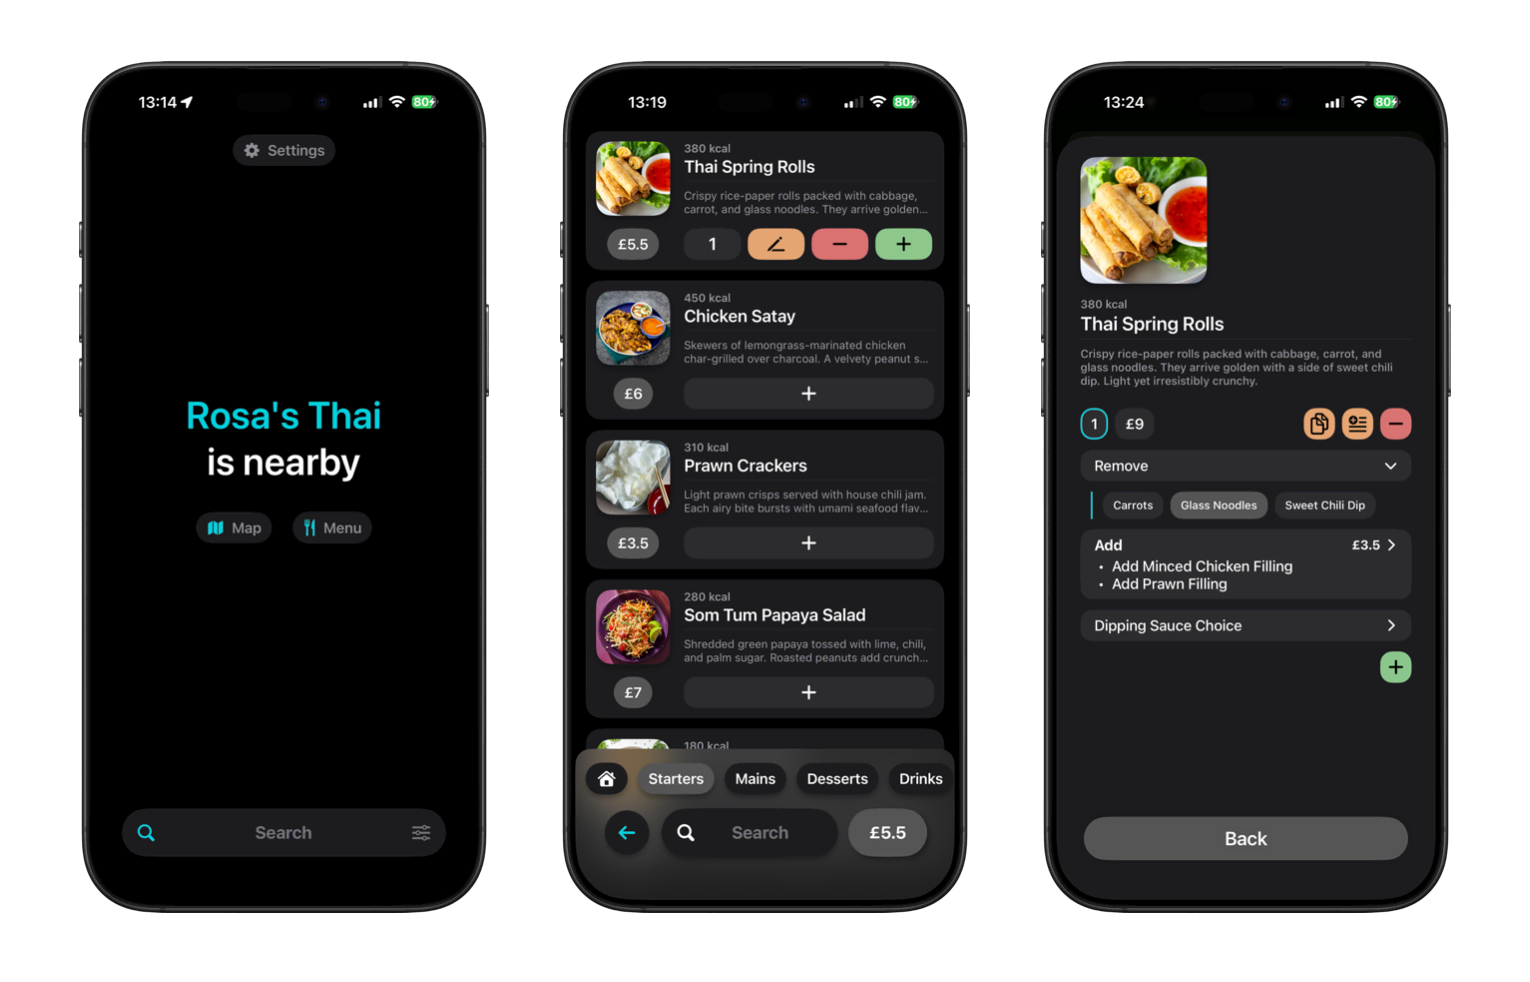 13:14
80
Settings
Rosa's Thai
is nearby
Map
Menu
Search
13:19
80
380 kcal
Thai Spring Rolls
Crispy rice-paper rolls packed with cabbage,
carrot, and glass noodles. They arrive golden...
£5.5
1
450 kcal
Chicken Satay
Skewers of lemongrass-marinated chicken
char-grilled over charcoal. A velvety peanut s...
£6
310 kcal
Prawn Crackers
Light prawn crisps served with house chili jam.
Each airy bite bursts with umami seafood flav...
£3.5
280 kcal
Som Tum Papaya Salad
Shredded green papaya tossed with lime, chili,
and palm sugar. Roasted peanuts add crunch...
£7
180 kcal
Starters
Mains
Desserts
Drinks
Search
£5.5
13:24
80
380 kcal
Thai Spring Rolls
Crispy rice-paper rolls packed with cabbage, carrot, and
glass noodles. They arrive golden with a side of sweet chili
dip. Light yet irresistibly crunchy.
1
£9
Remove
Carrots
Glass Noodles
Sweet Chili Dip
Add
£3.5
• Add Minced Chicken Filling
• Add Prawn Filling
Dipping Sauce Choice
Back